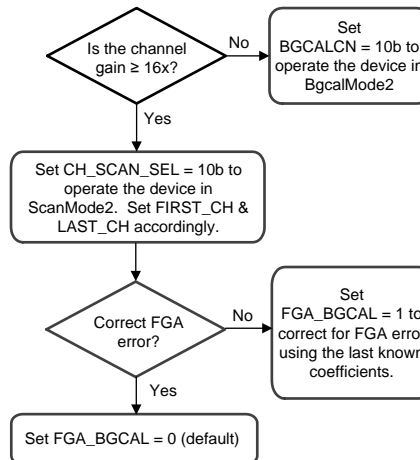 Is the channel
gain ≥ 16x?
No
Set
BGCALCN = 10b to
operate the device in
BgcalMode2
Yes
Set CH_SCAN_SEL = 10b to
operate the device in
ScanMode2. Set FIRST_CH &
LAST_CH accordingly.
Correct FGA
error?
No
Set
FGA_BGCAL = 1 to
correct for FGA error
using the last known
coefficients.
Yes
Set FGA_BGCAL = 0 (default)